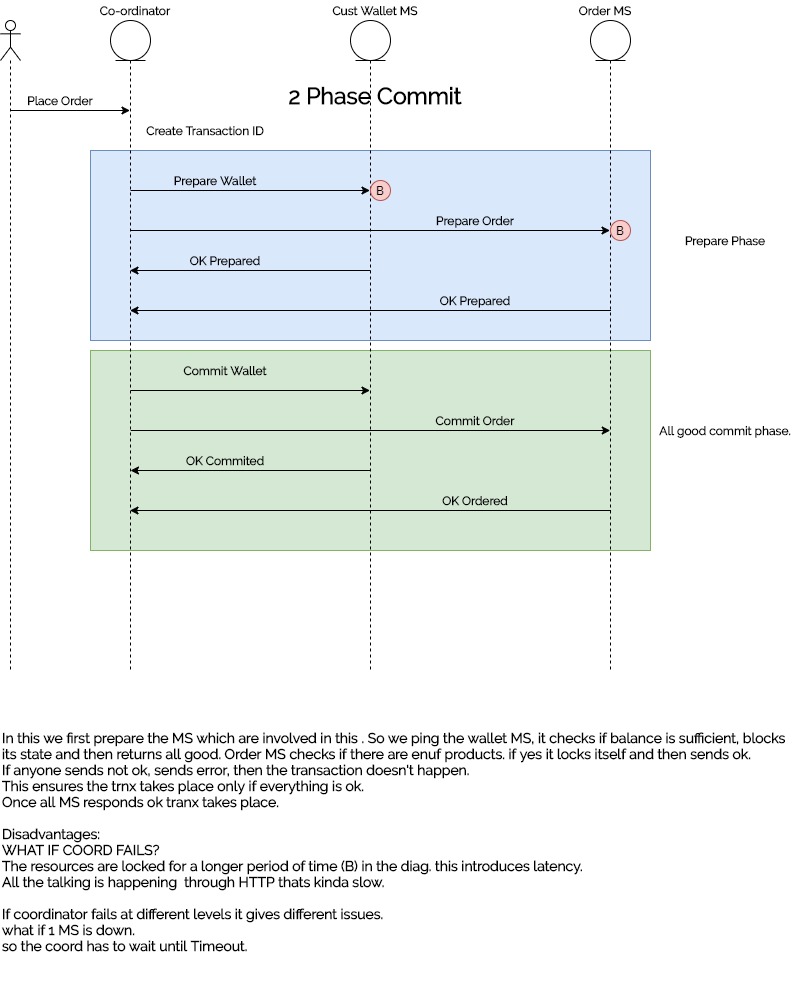 Co-ordinator
Cust Wallet MS
Order MS
2 Phase Commit
Place Order
Create Transaction ID
Prepare Wallet
B
Prepare Order
B
Prepare Phase
OK Prepared
OK Prepared
Commit Wallet
Commit Order
All good commit phase.
OK Commited
OK Ordered
In this we first prepare the MS which are involved in this . So we ping the wallet MS, it checks if balance is sufficient, blocks
its state and then returns all good. Order MS checks if there are enuf products. if yes it locks itself and then sends ok.
If anyone sends not ok, sends error, then the transaction doesn't happen.
This ensures the trnx takes place only if everything is ok.
Once all MS responds ok tranx takes place.
Disadvantages:
WHAT IF COORD FAILS?
The resources are locked for a longer period of time (B) in the diag. this introduces latency.
All the talking is happening  through HTTP thats kinda slow.
If coordinator fails at different levels it gives different issues.
what if 1 MS is down.
so the coord has to wait until Timeout.